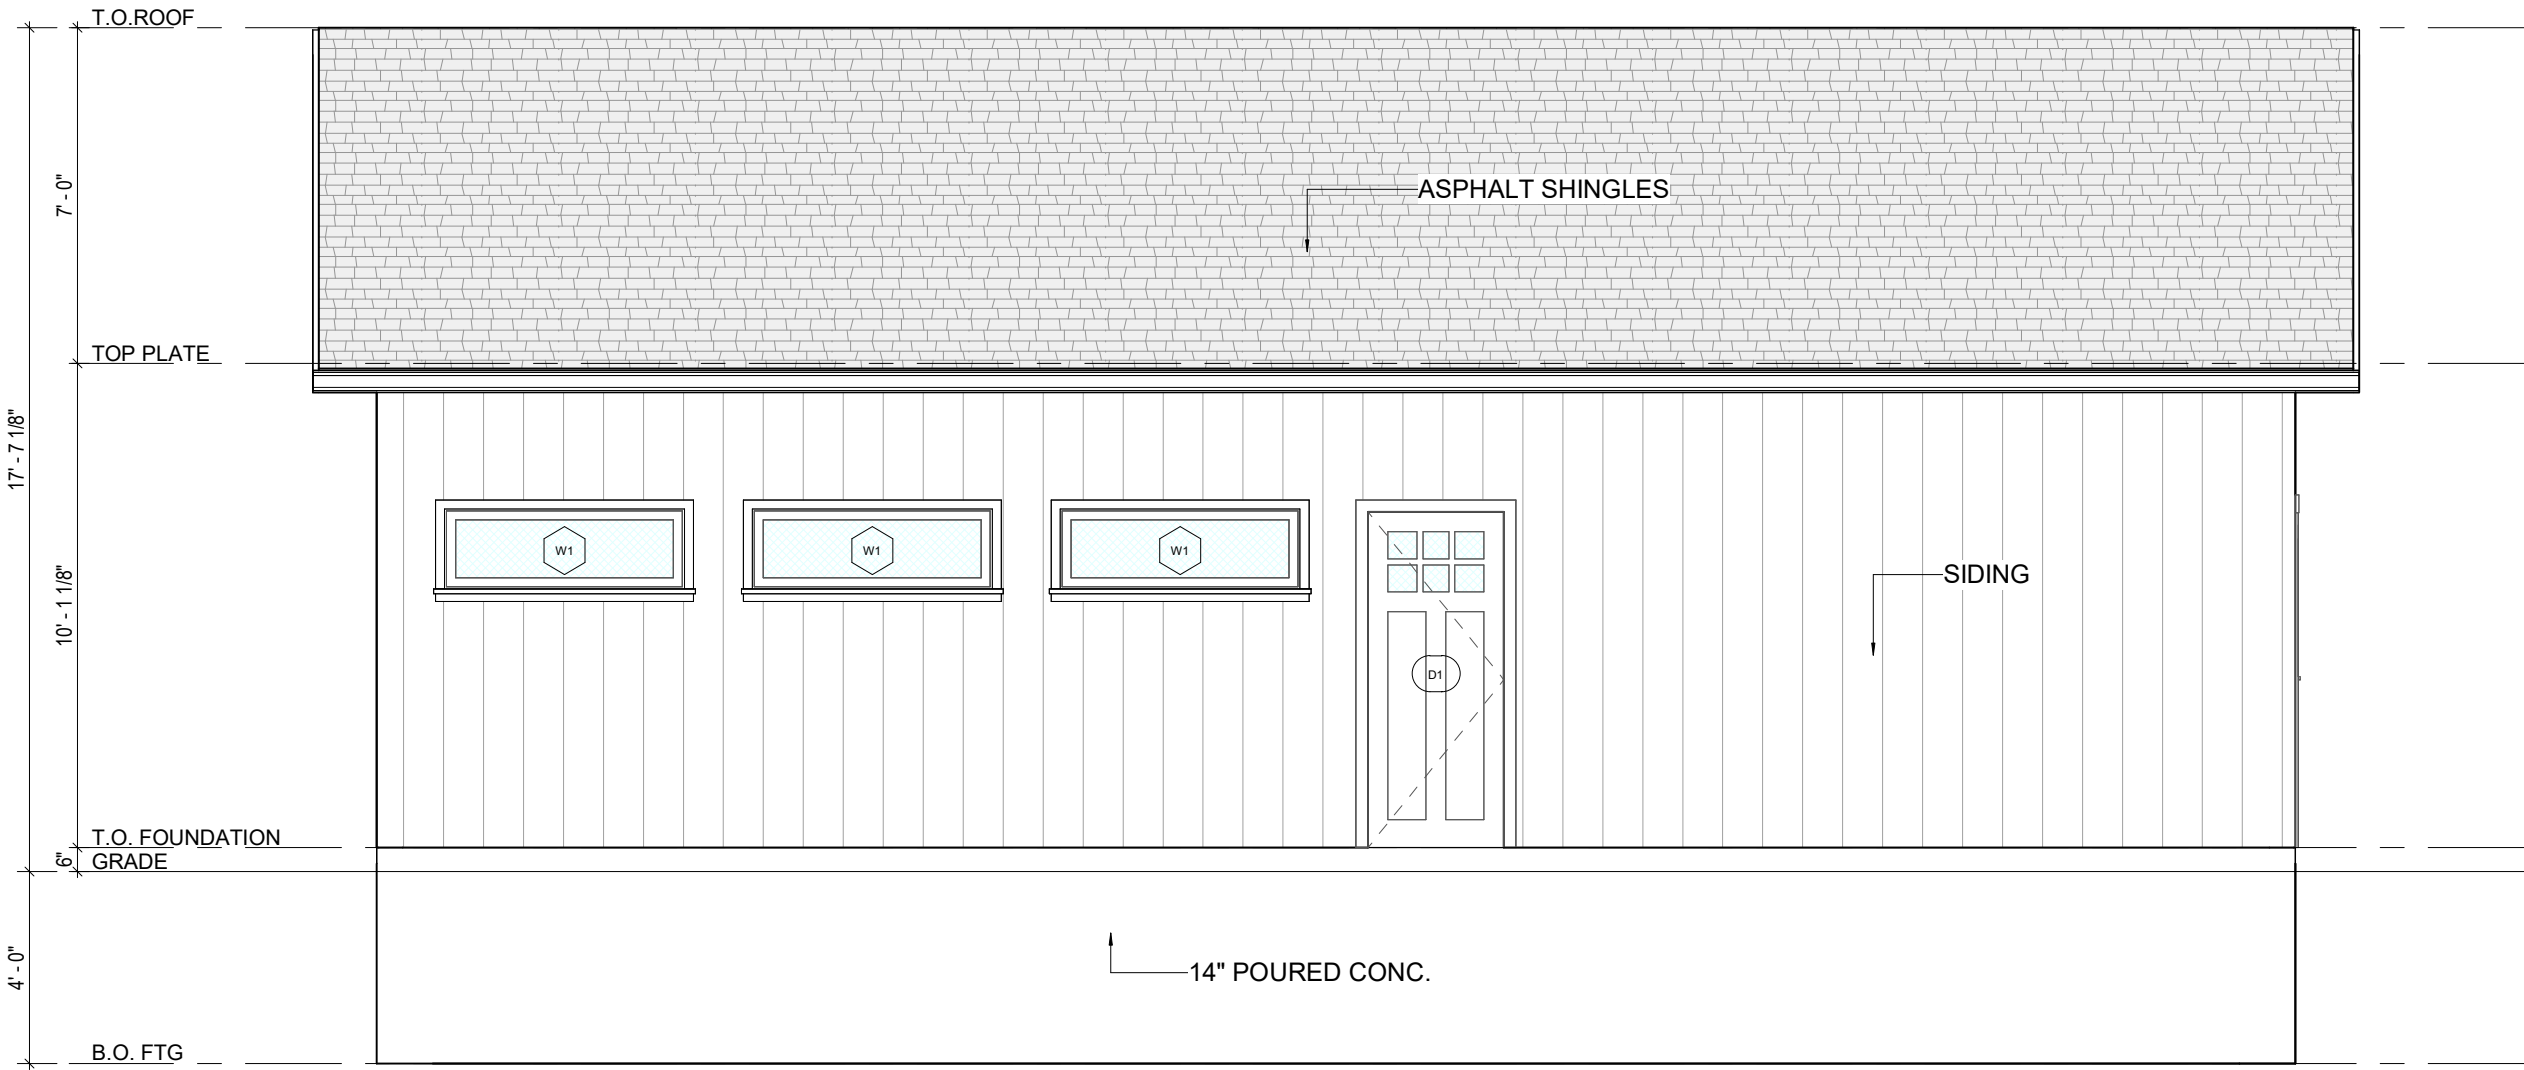 T.O.ROOF
7' - 0"
ASPHALT SHINGLES
TOP PLATE
17' - 7 1/8"
10' - 1 1/8"
W1
W1
W1
SIDING
D1
T.O. FOUNDATION
6"
GRADE
4' - 0"
14" POURED CONC.
B.O. FTG